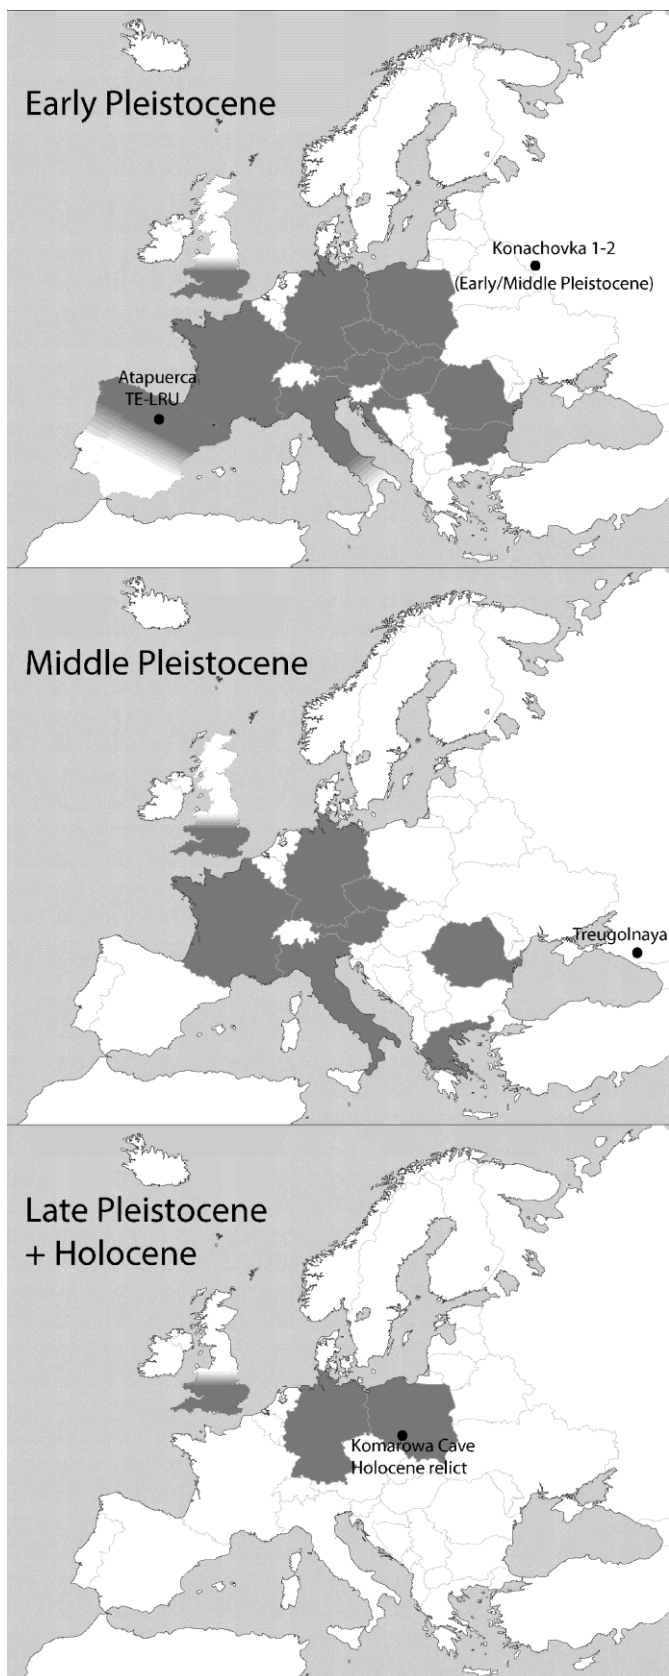 Early Pleistocene
Konachovka 1-2
(Early/Middle Pleistocene)
Atapuerca
TE-LRU
Middle Pleistocene
Treugolnaya
Late Pleistocene
+ Holocene
Komarowa Cave
Holocene relict